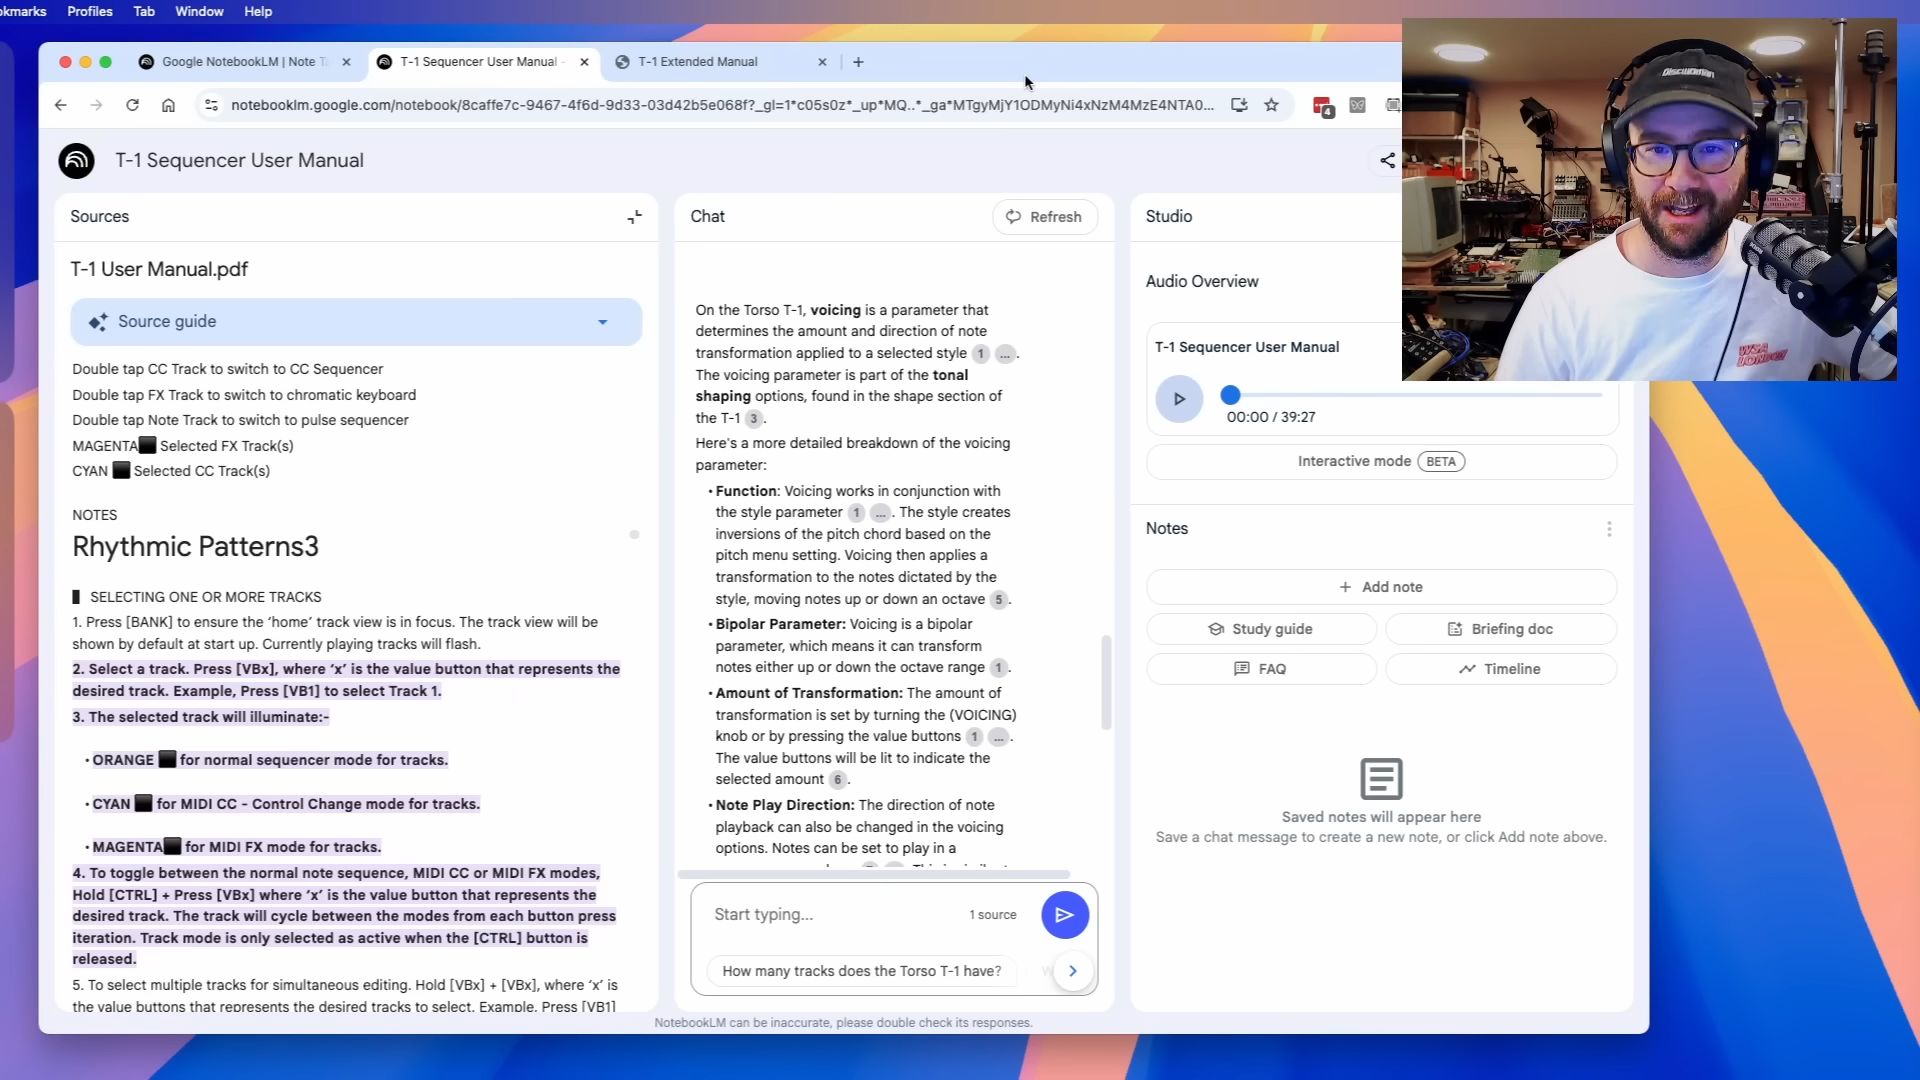 okmarks Profiles Tab Window Help
Google NotebookLM | Note T
T-1 Sequencer User Manual -
T-1 Extended Manual
notebooklm.google.com/notebook/8caffe7c-9467-4f6d-9d33-03d42b5e068f?_gl=1*c05s0z*_up*MQ..*_ga*MTgyMjY1ODMyNi4xNzM4MzE4NTA0...
4
T-1 Sequencer User Manual
Sources
T-1 User Manual.pdf
Source guide
Double tap CC Track to switch to CC Sequencer
Double tap FX Track to switch to chromatic keyboard
Double tap Note Track to switch to pulse sequencer
MAGENTA⬛ Selected FX Track(s)
CYAN ⬛ Selected CC Track(s)
NOTES
Rhythmic Patterns3
▉ SELECTING ONE OR MORE TRACKS
1. Press [BANK] to ensure the ‘home’ track view is in focus. The track view will be
shown by default at start up. Currently playing tracks will flash.
2. Select a track. Press [VBx], where ‘x’ is the value button that represents the
desired track. Example, Press [VB1] to select Track 1.
3. The selected track will illuminate:-
• ORANGE ⬛ for normal sequencer mode for tracks.
• CYAN ⬛ for MIDI CC - Control Change mode for tracks.
• MAGENTA⬛ for MIDI FX mode for tracks.
4. To toggle between the normal note sequence, MIDI CC or MIDI FX modes,
Hold [CTRL] + Press [VBx] where ‘x’ is the value button that represents the
desired track. The track will cycle between the modes from each button press
iteration. Track mode is only selected as active when the [CTRL] button is
released.
5. To select multiple tracks for simultaneous editing. Hold [VBx] + [VBx], where ‘x’ is
the value buttons that represents the desired tracks to select. Example, Press [VB1]
Chat
Refresh
On the Torso T-1, voicing is a parameter that
determines the amount and direction of note
transformation applied to a selected style 1 ... .
The voicing parameter is part of the tonal
shaping options, found in the shape section of
the T-1 3 .
Here's a more detailed breakdown of the voicing
parameter:
• Function: Voicing works in conjunction with
the style parameter 1 ... . The style creates
inversions of the pitch chord based on the
pitch menu setting. Voicing then applies a
transformation to the notes dictated by the
style, moving notes up or down an octave 5 .
• Bipolar Parameter: Voicing is a bipolar
parameter, which means it can transform
notes either up or down the octave range 1 .
• Amount of Transformation: The amount of
transformation is set by turning the (VOICING)
knob or by pressing the value buttons 1 ... .
The value buttons will be lit to indicate the
selected amount 6 .
• Note Play Direction: The direction of note
playback can also be changed in the voicing
options. Notes can be set to play in a
Start typing...
1 source
How many tracks does the Torso T-1 have?
NotebookLM can be inaccurate, please double check its responses.
Studio
Audio Overview
T-1 Sequencer User Manual
00:00 / 39:27
Interactive mode BETA
Notes
+ Add note
Study guide
Briefing doc
FAQ
Timeline
Saved notes will appear here
Save a chat message to create a new note, or click Add note above.
Discwoman
WSA
LONDON